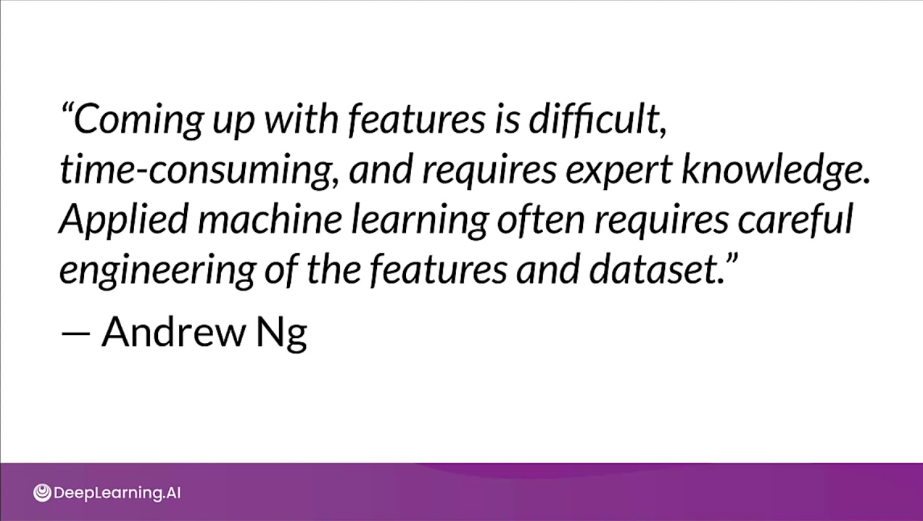 “Coming up with features is difficult,
time-consuming, and requires expert knowledge.
Applied machine learning often requires careful
engineering of the features and dataset.”
— Andrew Ng
DeepLearning.AI